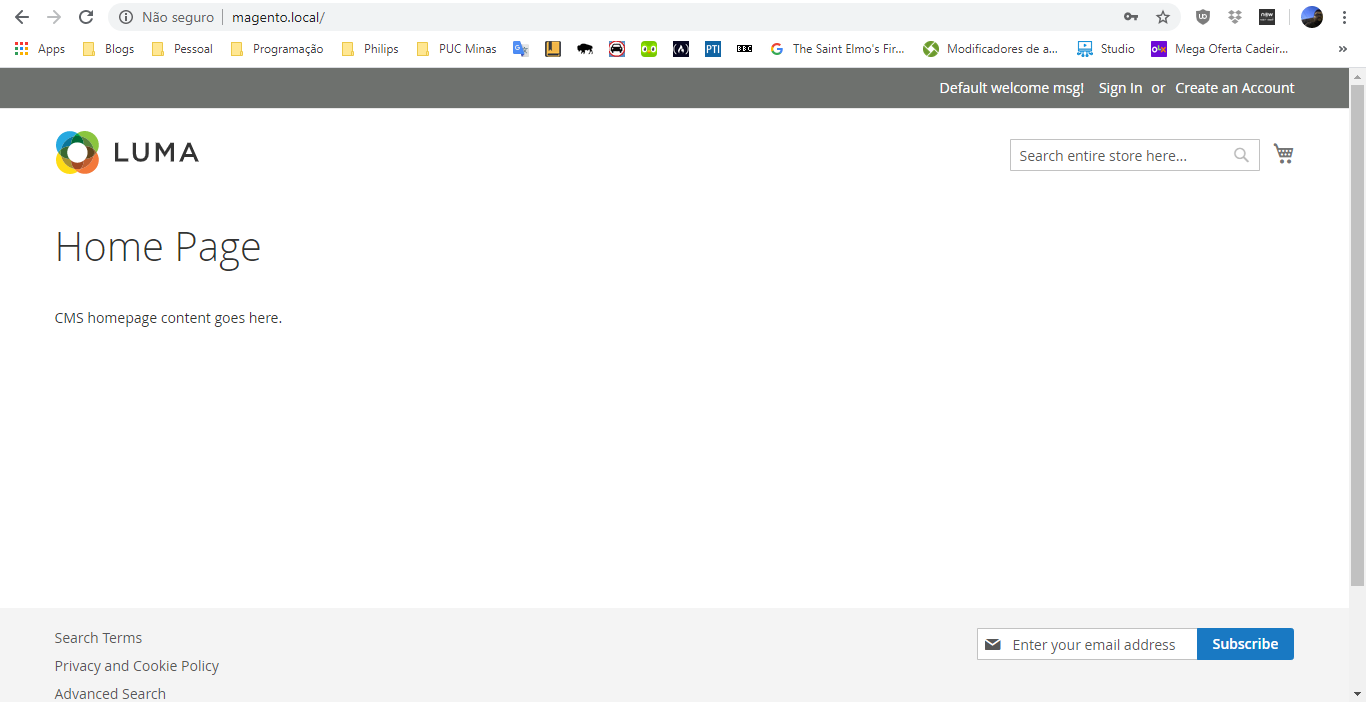 Não seguro magento.local/
Apps Blogs Pessoal Programação Philips PUC Minas PTI BBC The Saint Elmo's Fir... Modificadores de a... Studio olx Mega Oferta Cadeir... »
Default welcome msg! Sign In or Create an Account
LUMA
Search entire store here...
Home Page
CMS homepage content goes here.
Search Terms
Enter your email address Subscribe
Privacy and Cookie Policy
Advanced Search